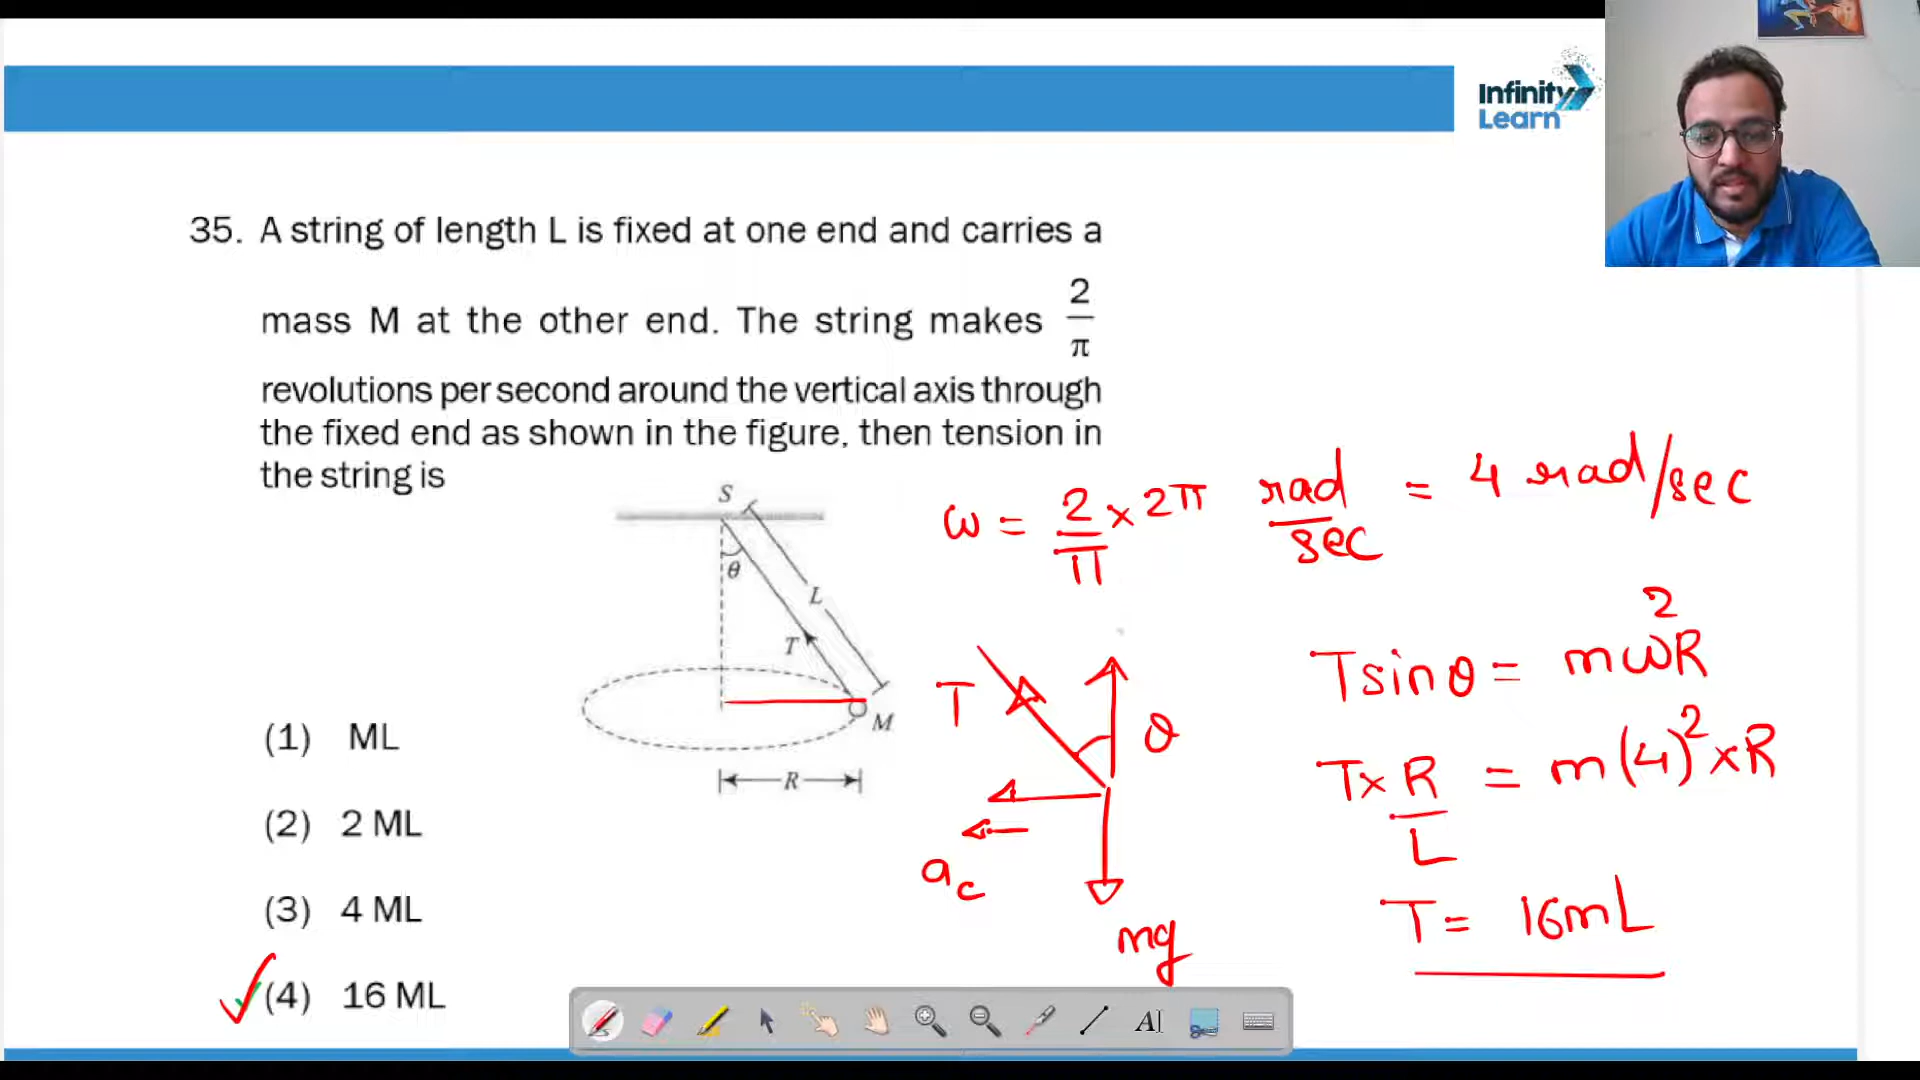 Infinity
Learn
35. A string of length L is fixed at one end and carries a
mass M at the other end. The string makes 2/π
revolutions per second around the vertical axis through
the fixed end as shown in the figure, then tension in
the string is
S
θ
L
T
M
R
(1) ML
(2) 2 ML
(3) 4 ML
(4) 16 ML
ω = 2/π × 2π rad/sec = 4 rad/sec
T
θ
a_c
mg
T sin θ = mω²R
T × R/L = m(4)² × R
T = 16mL
A